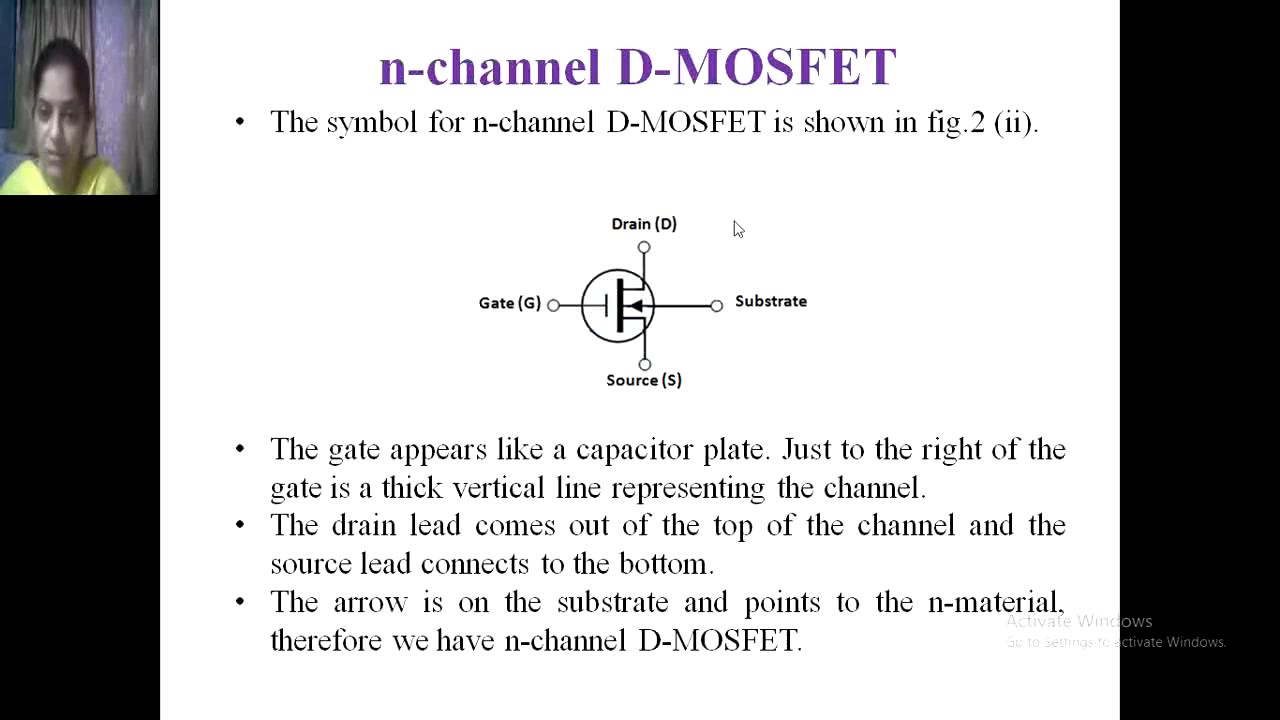 n-channel D-MOSFET
• The symbol for n-channel D-MOSFET is shown in fig.2 (ii).
Drain (D)
Gate (G)
Substrate
Source (S)
• The gate appears like a capacitor plate. Just to the right of the
gate is a thick vertical line representing the channel.
• The drain lead comes out of the top of the channel and the
source lead connects to the bottom.
• The arrow is on the substrate and points to the n-material,
therefore we have n-channel D-MOSFET.
Activate Windows
Go to Settings to activate Windows.